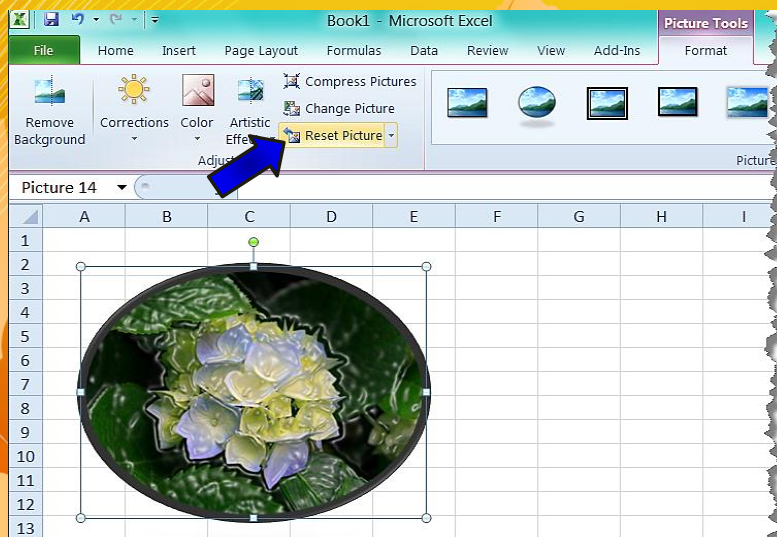 Book1 - Microsoft Excel
Picture Tools
File Home Insert Page Layout Formulas Data Review View Add-Ins Format
Remove Background
Corrections
Color
Artistic
Compress Pictures
Change Picture
Reset Picture
Picture
Picture 14
A B C D E F G H I
1
2
3
4
5
6
7
8
9
10
11
12
13